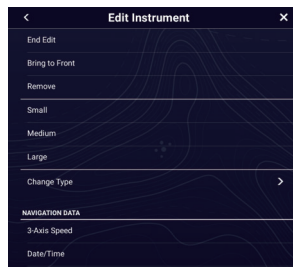 Edit Instrument
End Edit
Bring to Front
Remove
Small
Medium
Large
Change Type
NAVIGATION DATA
3-Axis Speed
Date/Time